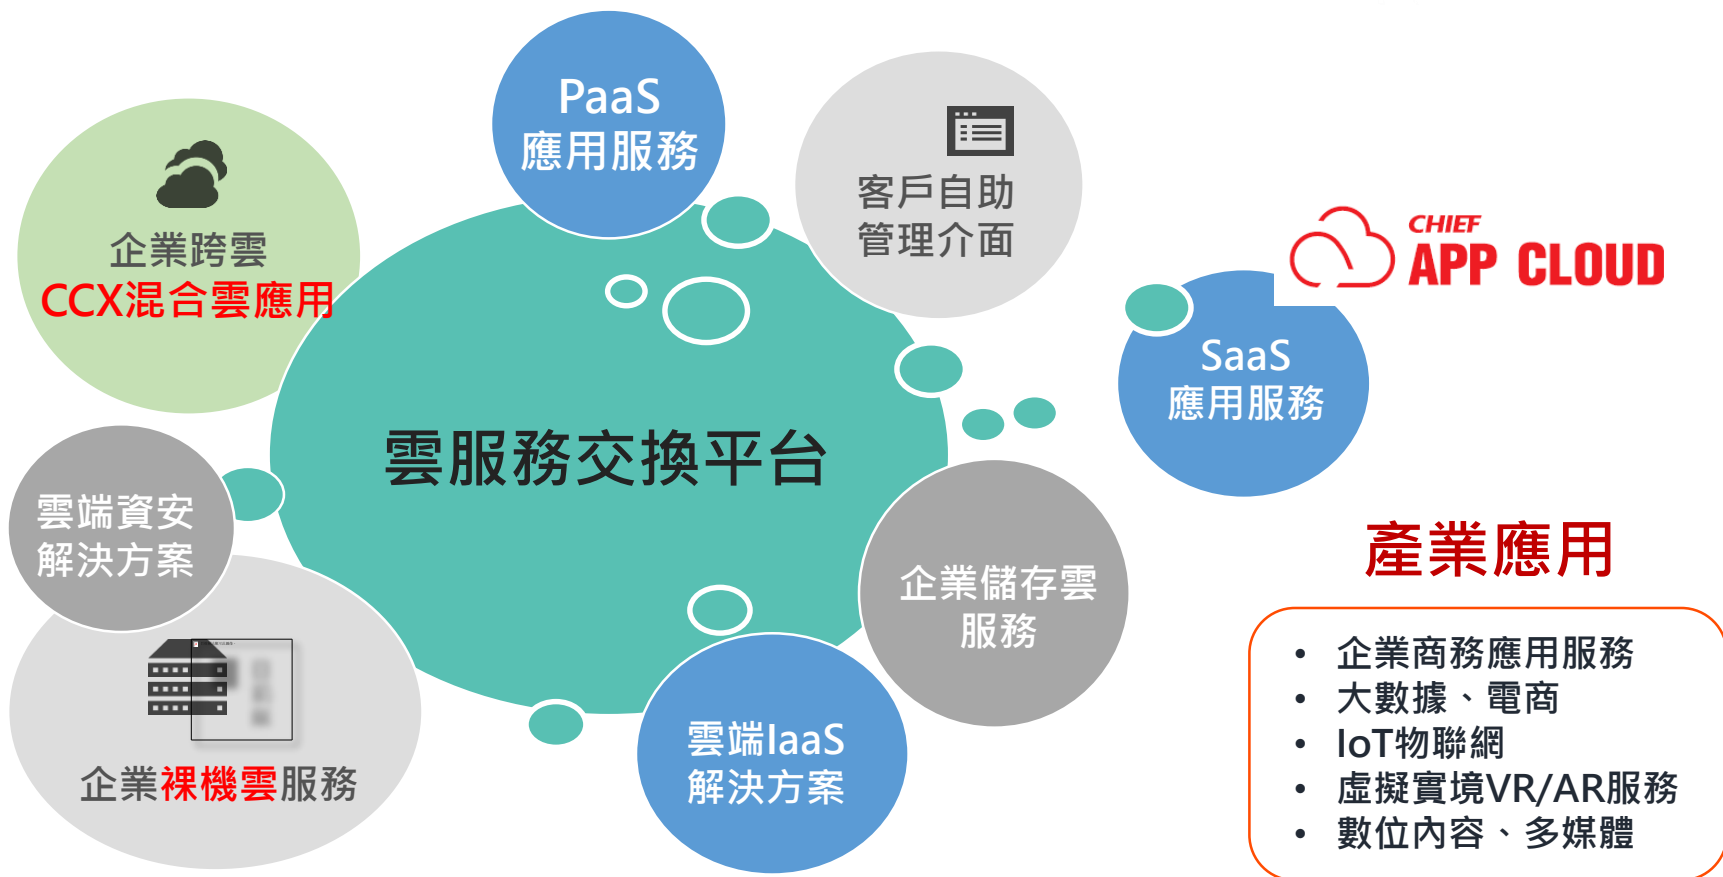 PaaS
應用服務
客戶自助
管理介面
企業跨雲
CCX混合雲應用
CHIEF
APP CLOUD
SaaS
應用服務
雲服務交換平台
雲端資安
解決方案
企業儲存雲
服務
企業裸機雲服務
雲端IaaS
解決方案
產業應用
• 企業商務應用服務
• 大數據、電商
• IoT物聯網
• 虛擬實境VR/AR服務
• 數位內容、多媒體